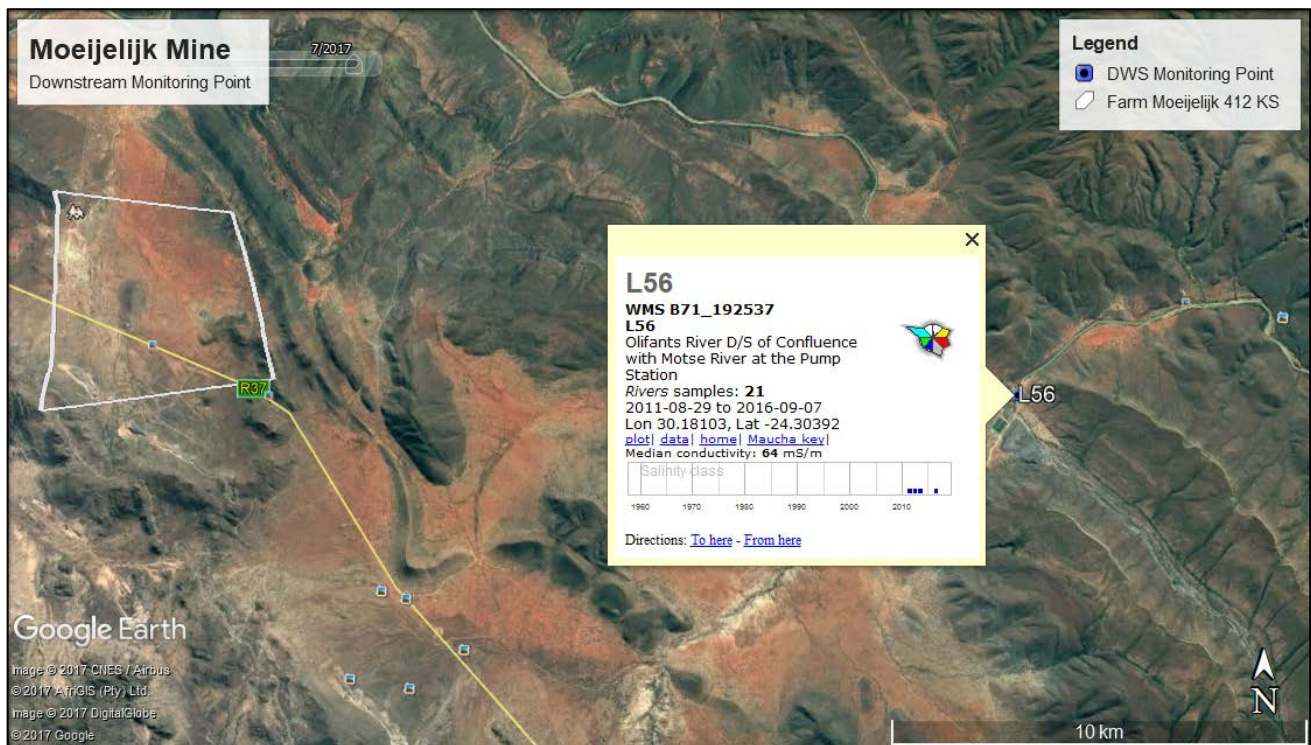 Moeijelijk Mine
Downstream Monitoring Point
7/2017
Legend
DWS Monitoring Point
Farm Moeijelijk 412 KS
L56
WMS B71_192537
L56
Olifants River D/S of Confluence
with Motse River at the Pump
Station
Rivers samples: 21
2011-08-29 to 2016-09-07
Lon 30.18103, Lat -24.30392
plot| data| home| Maucha key|
Median conductivity: 64 mS/m
Salinity class
1960 1970 1980 1990 2000 2010
Directions: To here - From here
L56
R37
Google Earth
Image © 2017 CNES / Airbus
© 2017 AfriGIS (Pty) Ltd.
Image © 2017 DigitalGlobe
© 2017 Google
N
10 km